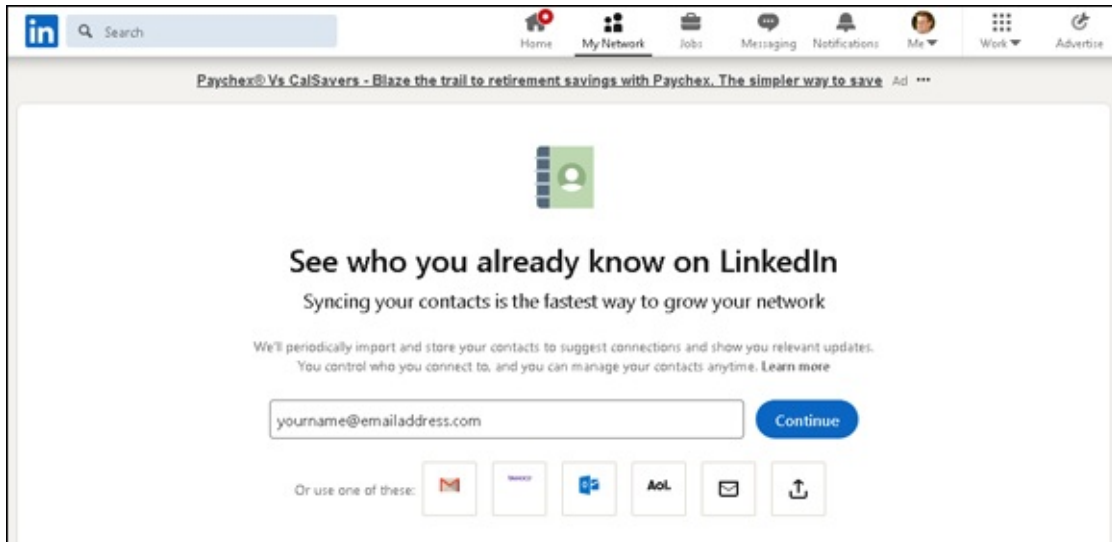 in Search
Home My Network Jobs Messaging Notifications Me Work Advertise
Paychex® Vs CalSavers - Blaze the trail to retirement savings with Paychex. The simpler way to save Ad ...
See who you already know on LinkedIn
Syncing your contacts is the fastest way to grow your network
We'll periodically import and store your contacts to suggest connections and show you relevant updates.
You control who you connect to, and you can manage your contacts anytime. Learn more
yourname@emailaddress.com Continue
Or use one of these: YAHOO! Aol.